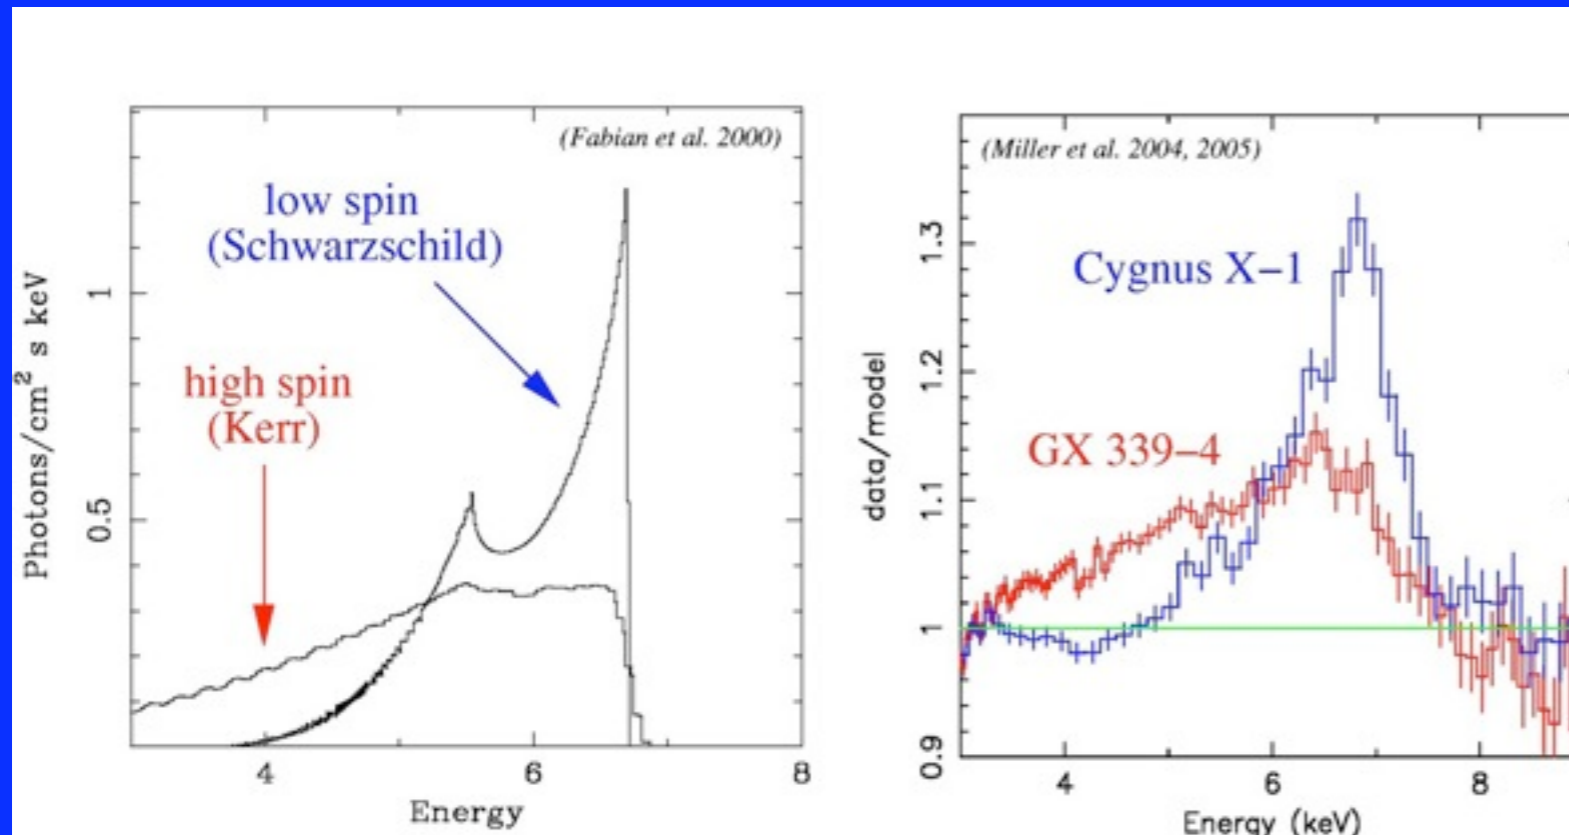 (Fabian et al. 2000)
low spin
(Schwarzschild)
high spin
(Kerr)
Photons/cm² s keV
1
0.5
4
6
8
Energy
(Miller et al. 2004, 2005)
Cygnus X-1
GX 339-4
data/model
1.3
1.2
1.1
1
0.9
4
6
8
Energy (keV)